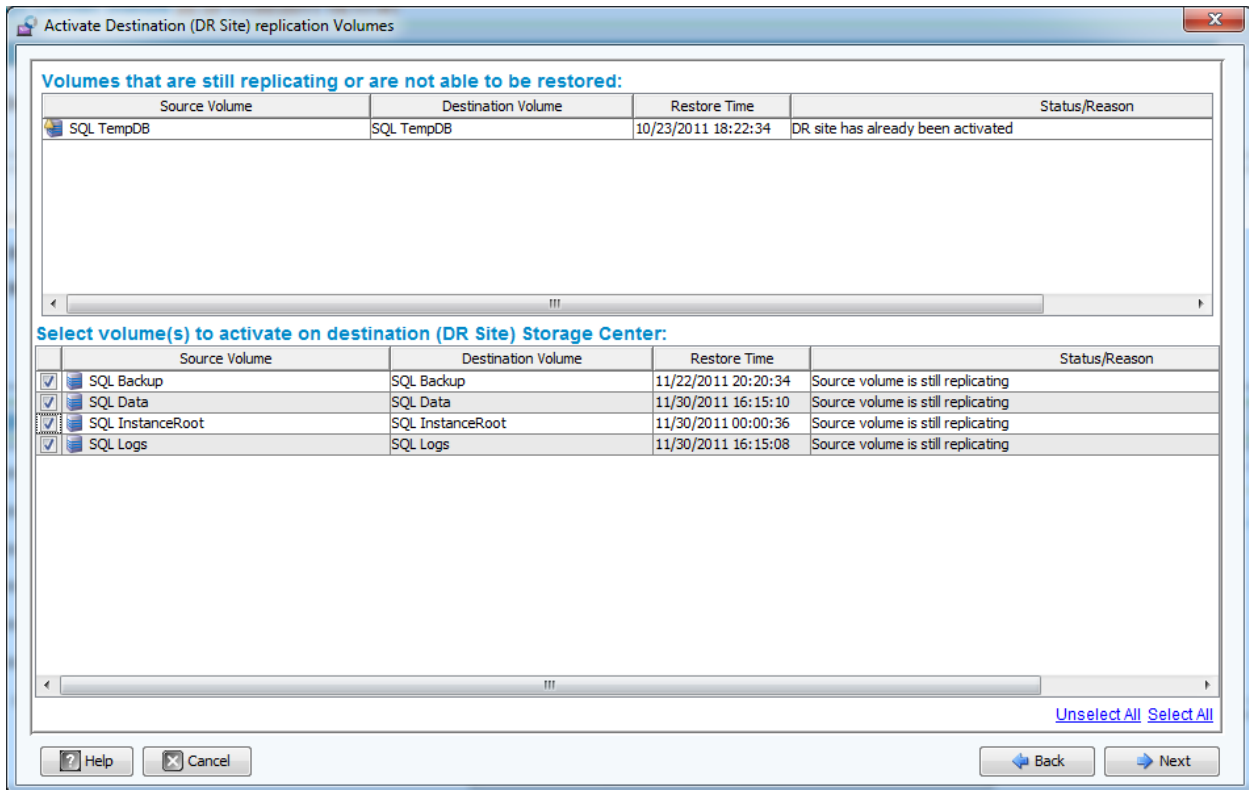 Activate Destination (DR Site) replication Volumes
Volumes that are still replicating or are not able to be restored:
Source Volume Destination Volume Restore Time Status/Reason
SQL TempDB SQL TempDB 10/23/2011 18:22:34 DR site has already been activated
Select volume(s) to activate on destination (DR Site) Storage Center:
Source Volume Destination Volume Restore Time Status/Reason
SQL Backup SQL Backup 11/22/2011 20:20:34 Source volume is still replicating
SQL Data SQL Data 11/30/2011 16:15:10 Source volume is still replicating
SQL InstanceRoot SQL InstanceRoot 11/30/2011 00:00:36 Source volume is still replicating
SQL Logs SQL Logs 11/30/2011 16:15:08 Source volume is still replicating
Unselect All Select All
Help Cancel Back Next